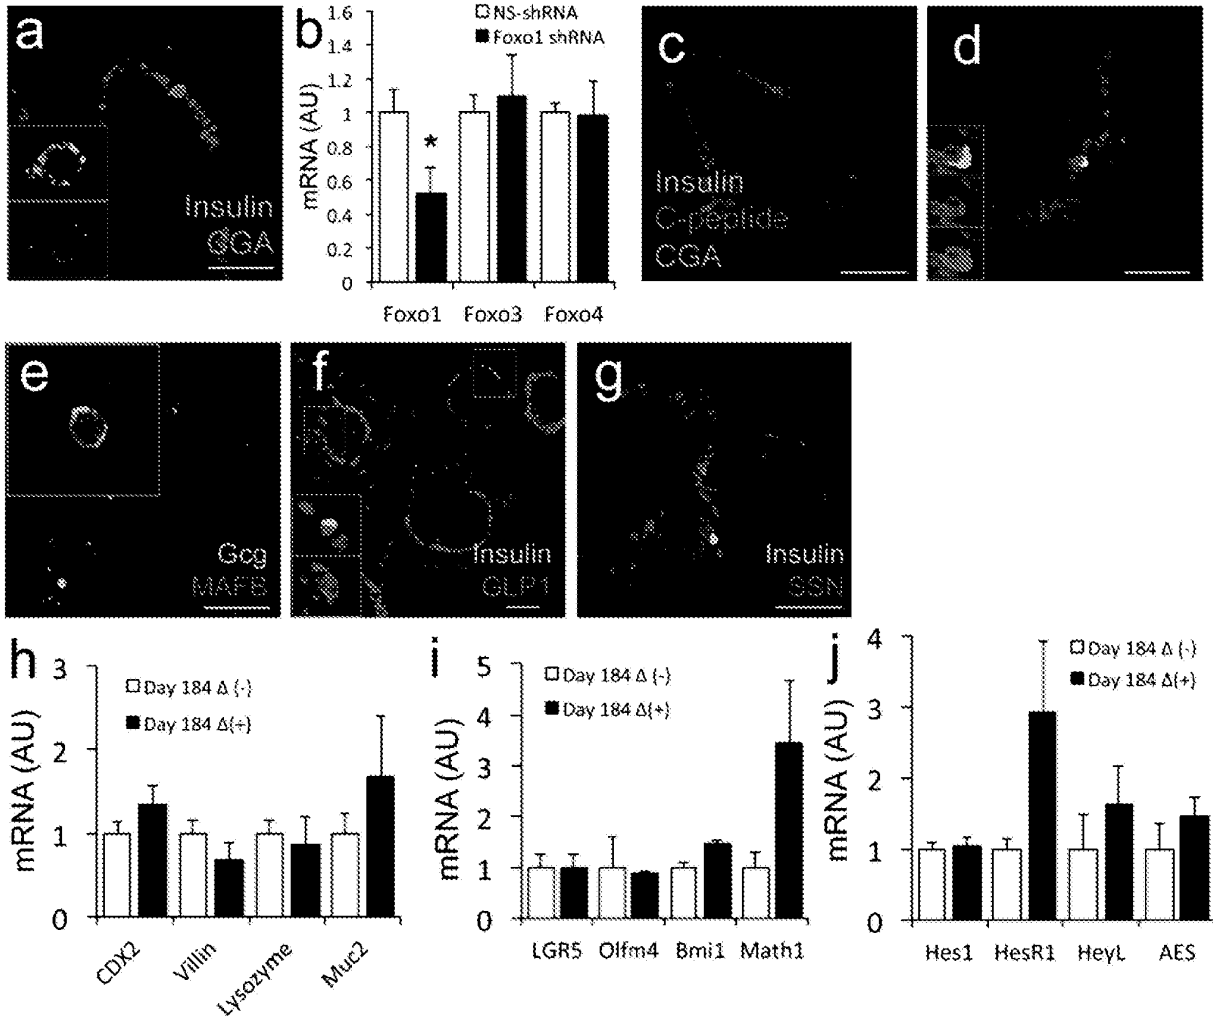 a
Insulin
CGA
b
NS-shRNA
Foxo1 shRNA
mRNA (AU)
1.6
1.4
1.2
1
0.8
0.6
0.4
0.2
0
*
Foxo1 Foxo3 Foxo4
c
Insulin
C-peptide
CGA
d
e
Gcg
MAFB
f
Insulin
GLP1
g
Insulin
SSN
h
Day 184 Δ (-)
Day 184 Δ(+)
mRNA (AU)
3
2
1
0
CDX2 Villin Lysozyme Muc2
i
Day 184 Δ (-)
Day 184 Δ(+)
mRNA (AU)
5
4
3
2
1
0
LGR5 Olfm4 Bmi1 Math1
j
Day 184 Δ (-)
Day 184 Δ(+)
mRNA (AU)
4
3
2
1
0
Hes1 HesR1 HeyL AES